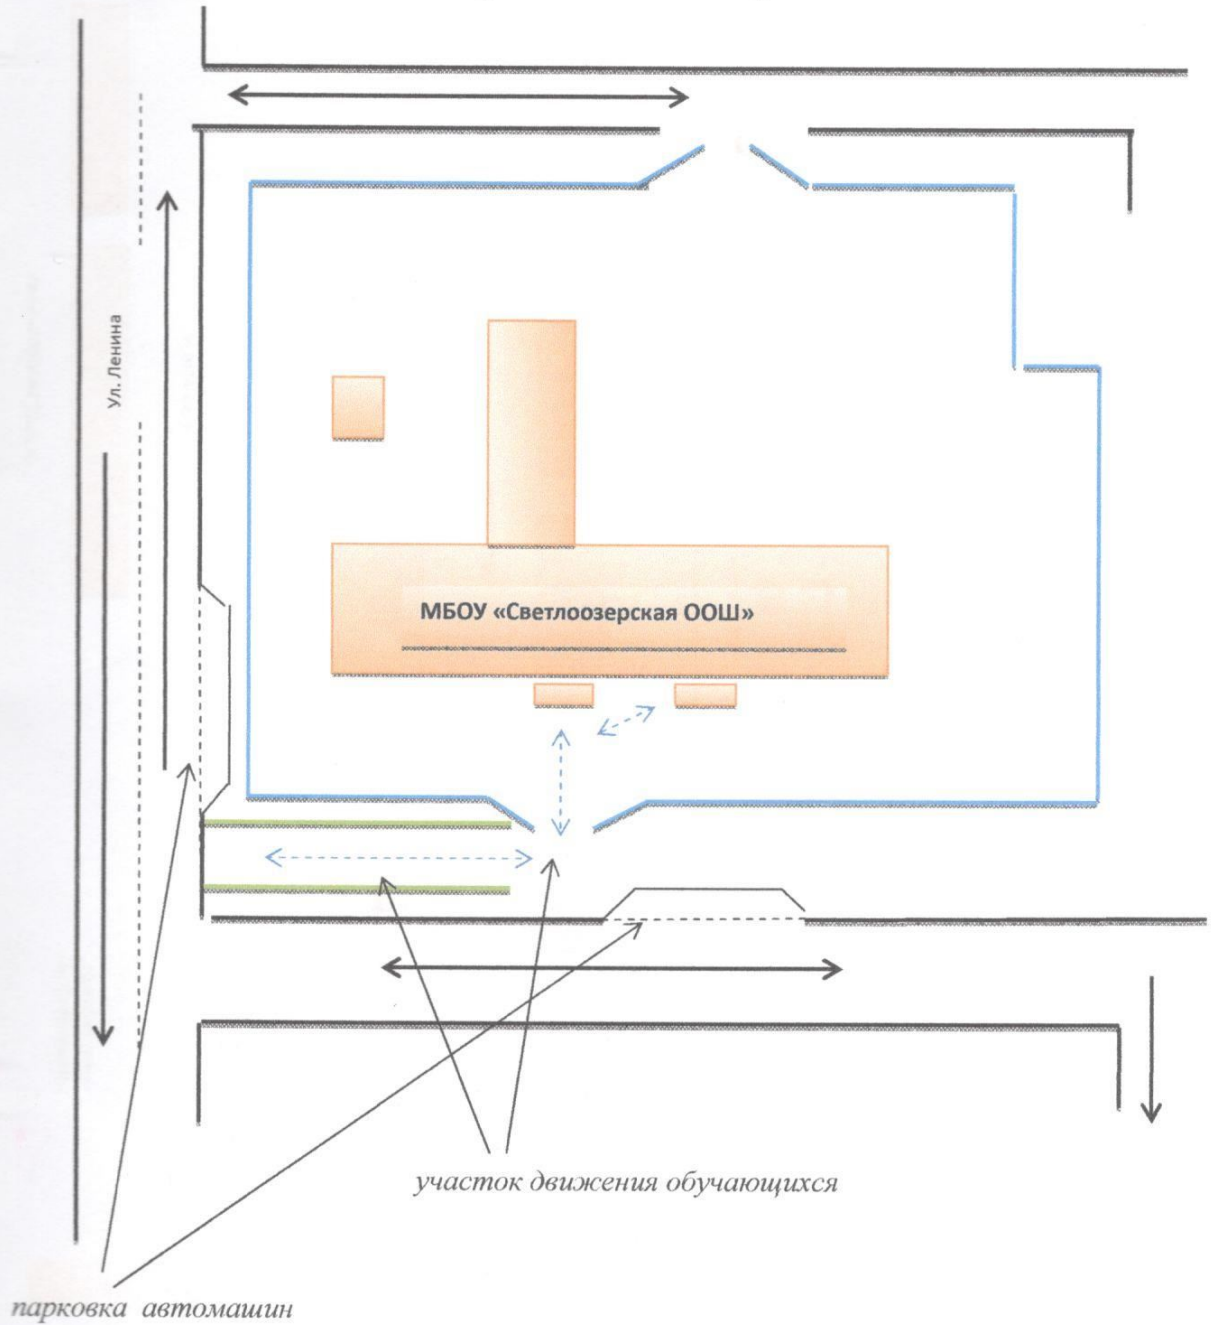 Ул. Ленина
МБОУ «Светлоозерская ООШ»
участок движения обучающихся
парковка автомашин